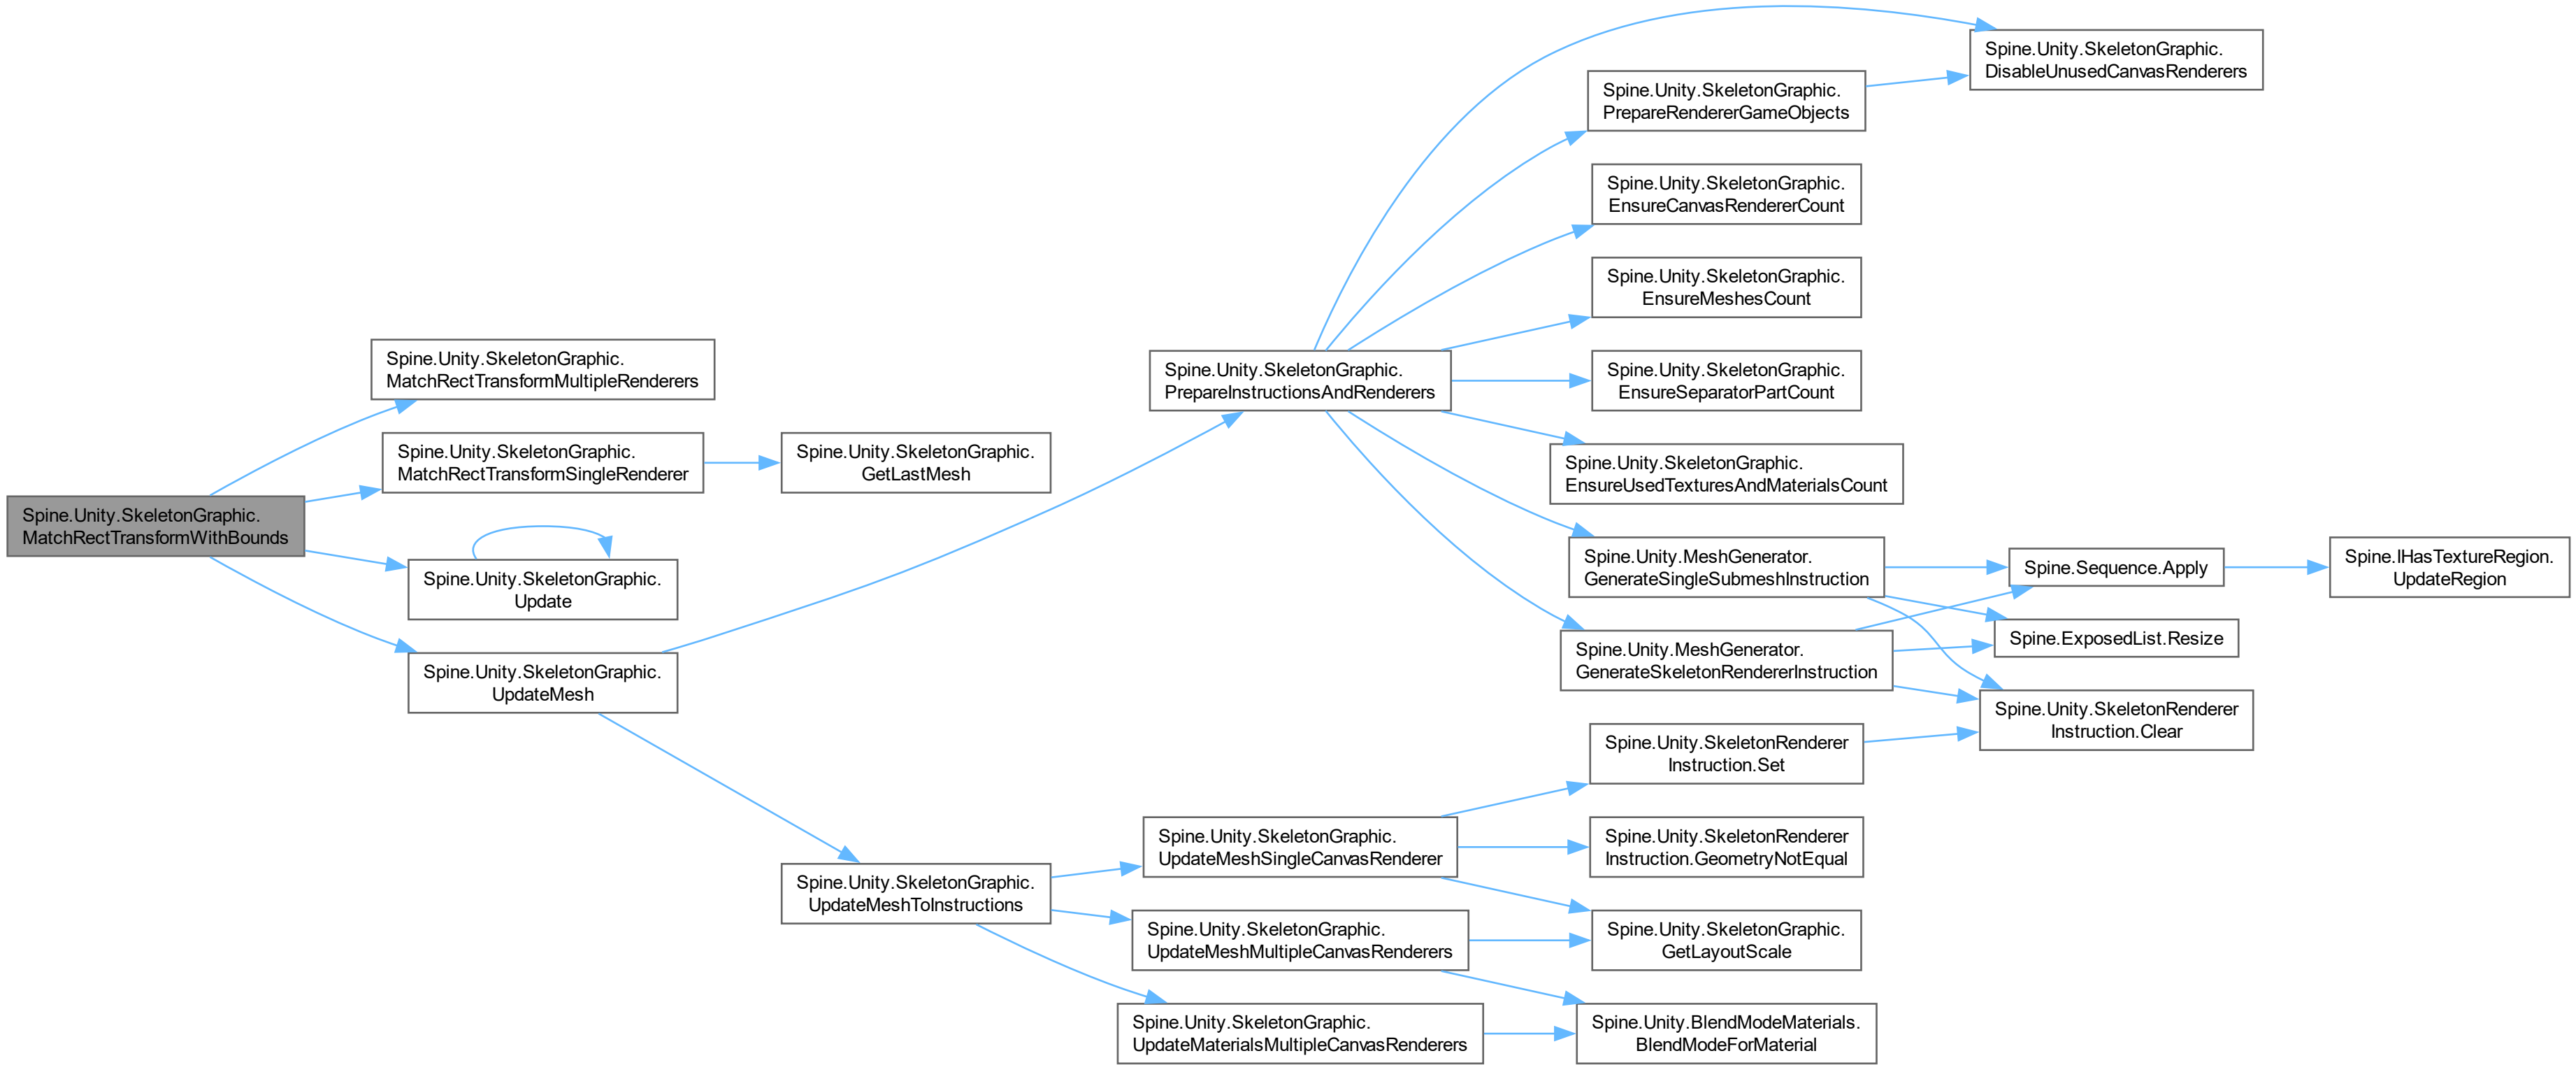 Spine.Unity.SkeletonGraphic.
MatchRectTransformWithBounds
Spine.Unity.SkeletonGraphic.
MatchRectTransformMultipleRenderers
Spine.Unity.SkeletonGraphic.
MatchRectTransformSingleRenderer
Spine.Unity.SkeletonGraphic.
GetLastMesh
Spine.Unity.SkeletonGraphic.
Update
Spine.Unity.SkeletonGraphic.
UpdateMesh
Spine.Unity.SkeletonGraphic.
PrepareInstructionsAndRenderers
Spine.Unity.SkeletonGraphic.
DisableUnusedCanvasRenderers
Spine.Unity.SkeletonGraphic.
PrepareRendererGameObjects
Spine.Unity.SkeletonGraphic.
EnsureCanvasRendererCount
Spine.Unity.SkeletonGraphic.
EnsureMeshesCount
Spine.Unity.SkeletonGraphic.
EnsureSeparatorPartCount
Spine.Unity.SkeletonGraphic.
EnsureUsedTexturesAndMaterialsCount
Spine.Unity.MeshGenerator.
GenerateSingleSubmeshInstruction
Spine.Unity.MeshGenerator.
GenerateSkeletonRendererInstruction
Spine.Sequence.Apply
Spine.IHasTextureRegion.
UpdateRegion
Spine.ExposedList.Resize
Spine.Unity.SkeletonRenderer
Instruction.Clear
Spine.Unity.SkeletonGraphic.
UpdateMeshToInstructions
Spine.Unity.SkeletonGraphic.
UpdateMeshSingleCanvasRenderer
Spine.Unity.SkeletonRenderer
Instruction.Set
Spine.Unity.SkeletonRenderer
Instruction.GeometryNotEqual
Spine.Unity.SkeletonGraphic.
GetLayoutScale
Spine.Unity.SkeletonGraphic.
UpdateMeshMultipleCanvasRenderers
Spine.Unity.SkeletonGraphic.
UpdateMaterialsMultipleCanvasRenderers
Spine.Unity.BlendModeMaterials.
BlendModeForMaterial